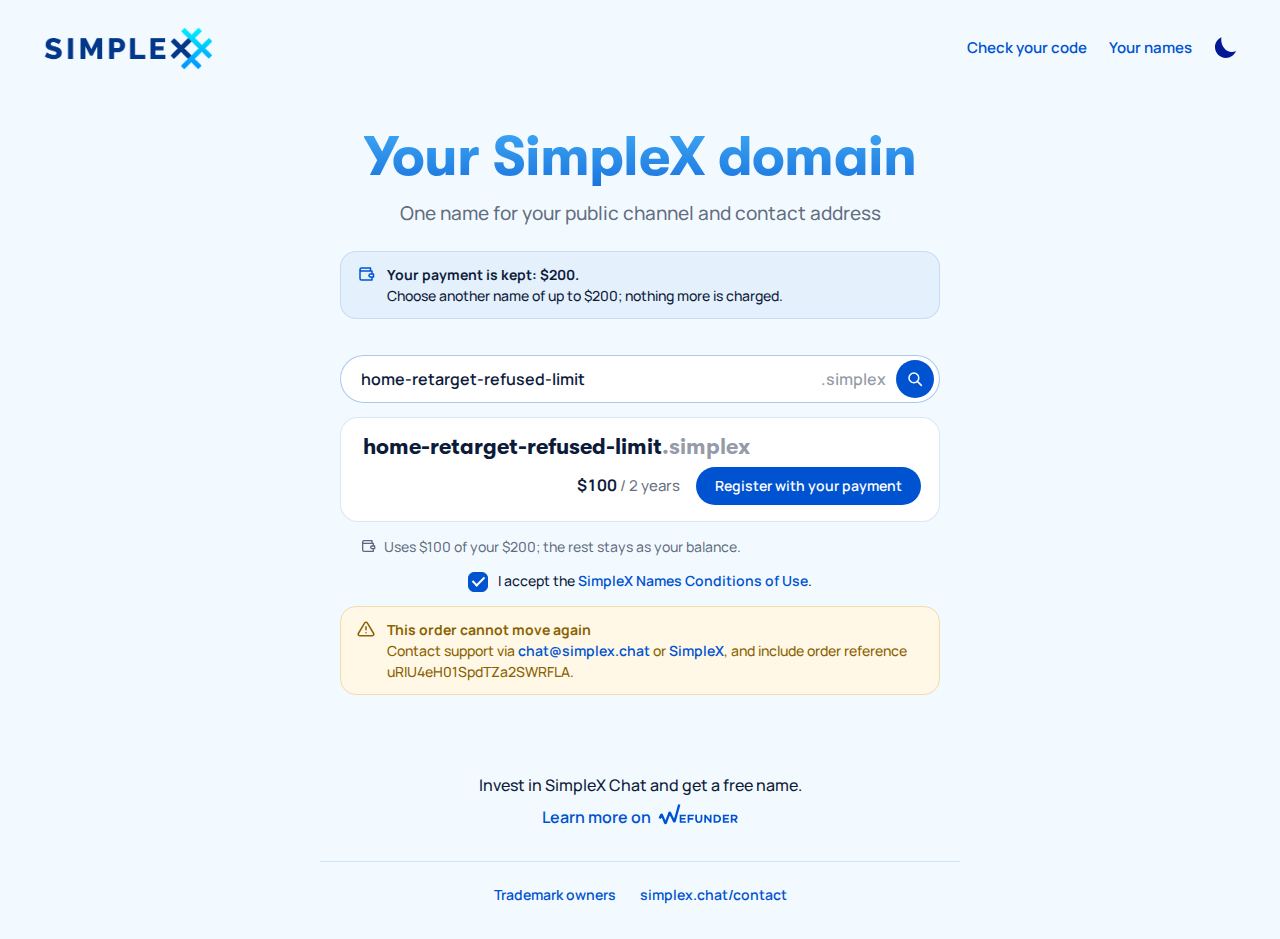 SIMPLEX
Check your code
Your names
Your SimpleX domain
One name for your public channel and contact address
Your payment is kept: $200.
Choose another name of up to $200; nothing more is charged.
home-retarget-refused-limit
.simplex
home-retarget-refused-limit.simplex
$100 / 2 years
Register with your payment
Uses $100 of your $200; the rest stays as your balance.
I accept the SimpleX Names Conditions of Use.
This order cannot move again
Contact support via chat@simplex.chat or SimpleX, and include order reference
uRlU4eH01SpdTZa2SWRFLA.
Invest in SimpleX Chat and get a free name.
Learn more on WEFUNDER
Trademark owners
simplex.chat/contact